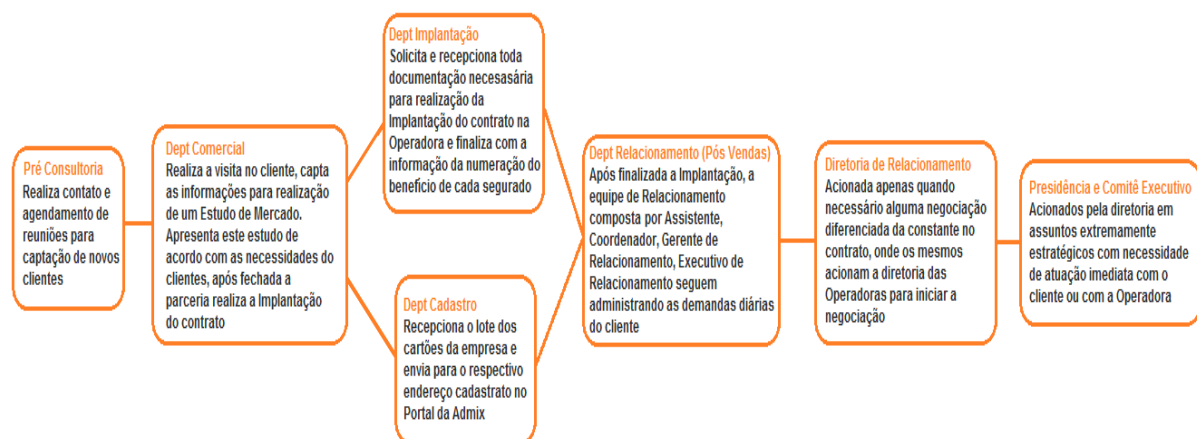 Pré Consultoria
Realiza contato e
agendamento de
reuniões para
captação de novos
clientes
Dept Comercial
Realiza a visita no cliente, capta
as informações para realização
de um Estudo de Mercado.
Apresenta este estudo de
acordo com as necessidades do
clientes, após fechada a
parceria realiza a Implantação
do contrato
Dept Implantação
Solicita e recepciona toda
documentação necesasária
para realização da
Implantação do contrato na
Operadora e finaliza com a
informação da numeração do
benefício de cada segurado
Dept Cadastro
Recepciona o lote dos
cartões da empresa e
envia para o respectivo
endereço cadastrato no
Portal da Admix
Dept Relacionamento (Pós Vendas)
Após finalizada a Implantação, a
equipe de Relacionamento
composta por Assistente,
Coordenador, Gerente de
Relacionamento, Executivo de
Relacionamento seguem
administrando as demandas diárias
do cliente
Diretoria de Relacionamento
Acionada apenas quando
necessário alguma negociação
diferenciada da constante no
contrato, onde os mesmos
acionam a diretoria das
Operadoras para iniciar a
negociação
Presidência e Comitê Executivo
Acionados pela diretoria em
assuntos extremamente
estratégicos com necessidade
de atuação imediata com o
cliente ou com a Operadora